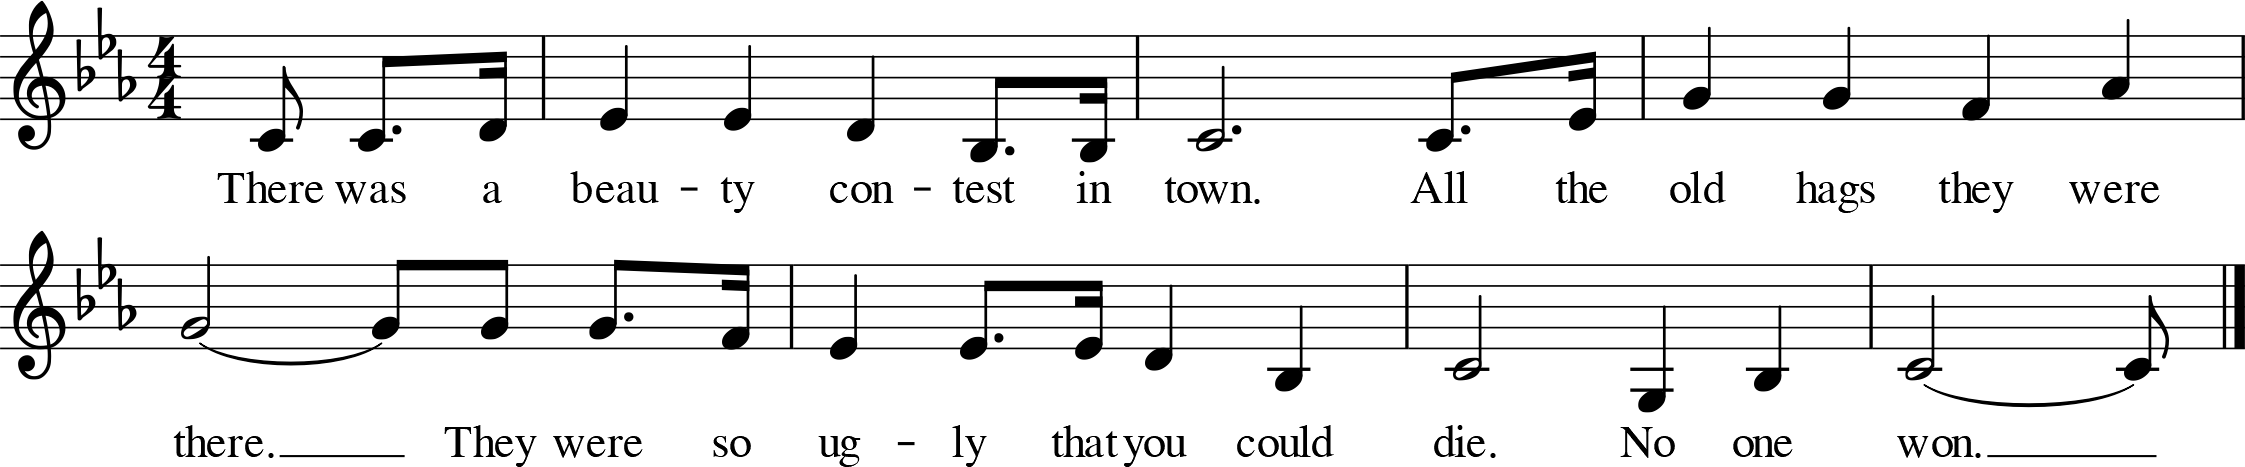 There was a beau - ty con - test in town. All the old hags they were
there. They were so ug - ly that you could die. No one won.